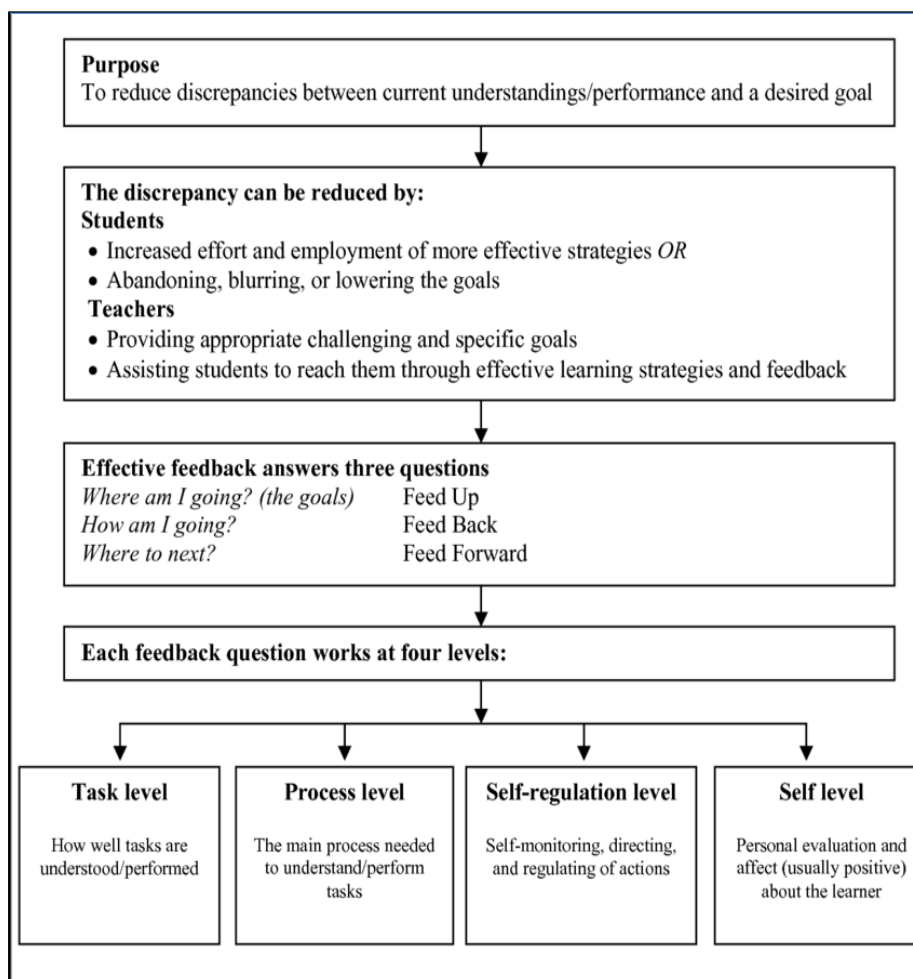 Purpose
To reduce discrepancies between current understandings/performance and a desired goal
The discrepancy can be reduced by:
Students
• Increased effort and employment of more effective strategies OR
• Abandoning, blurring, or lowering the goals
Teachers
• Providing appropriate challenging and specific goals
• Assisting students to reach them through effective learning strategies and feedback
Effective feedback answers three questions
Where am I going? (the goals) Feed Up
How am I going? Feed Back
Where to next? Feed Forward
Each feedback question works at four levels:
Task level
How well tasks are
understood/performed
Process level
The main process needed
to understand/perform
tasks
Self-regulation level
Self-monitoring, directing,
and regulating of actions
Self level
Personal evaluation and
affect (usually positive)
about the learner